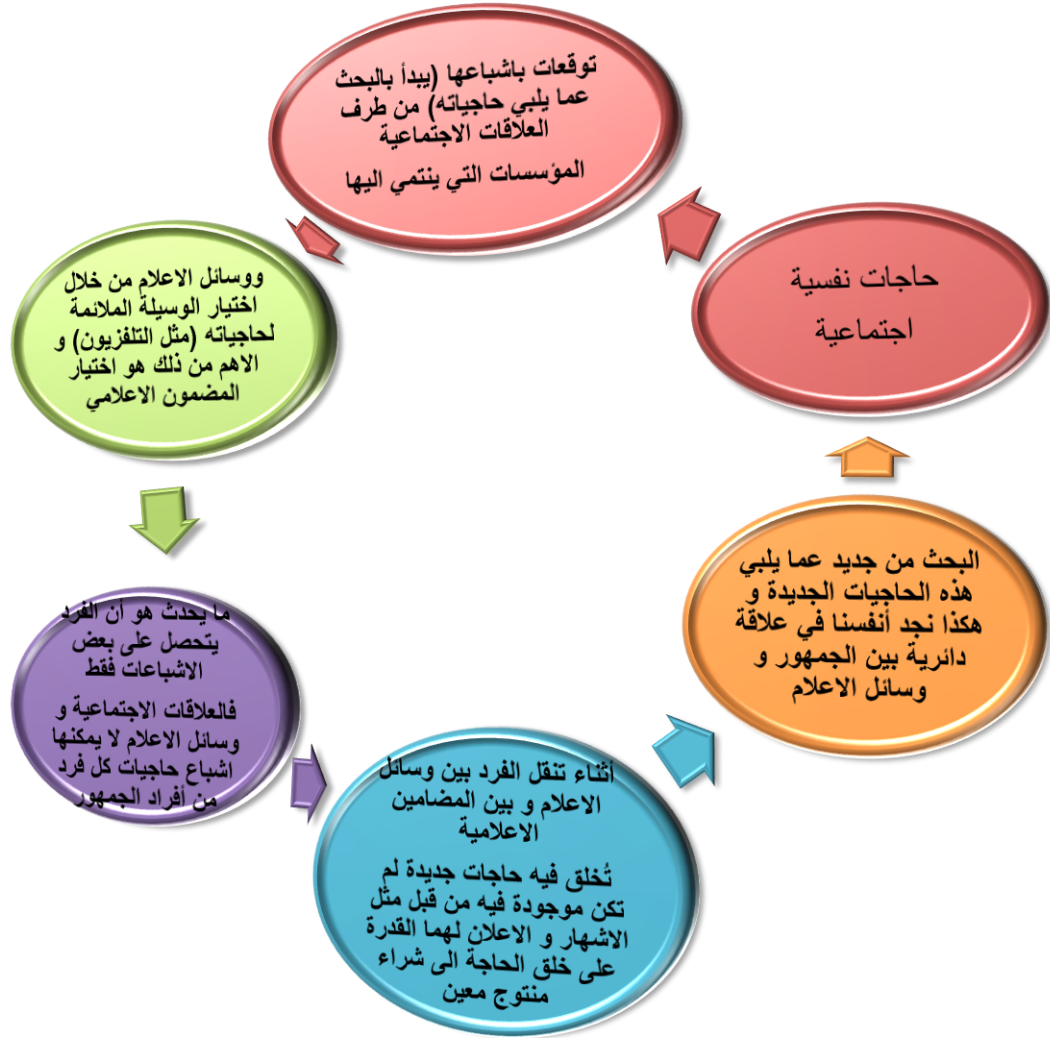 توقعات باشباعها (يبدأ بالبحث
عما يلبي حاجياته) من طرف
العلاقات الاجتماعية
المؤسسات التي ينتمي اليها
حاجات نفسية
اجتماعية
ووسائل الاعلام من خلال
اختيار الوسيلة الملائمة
لحاجياته (مثل التلفزيون) و
الاهم من ذلك هو اختيار
المضمون الاعلامي
ما يحدث هو أن الفرد
يتحصل على بعض
الاشباعات فقط
فالعلاقات الاجتماعية و
وسائل الاعلام لا يمكنها
اشباع حاجيات كل فرد
من أفراد الجمهور
أثناء تنقل الفرد بين وسائل
الاعلام و بين المضامين
الاعلامية
تُخلق فيه حاجات جديدة لم
تكن موجودة فيه من قبل مثل
الاشهار و الاعلان لهما القدرة
على خلق الحاجة الى شراء
منتوج معين
البحث من جديد عما يلبي
هذه الحاجيات الجديدة و
هكذا نجد أنفسنا في علاقة
دائرية بين الجمهور و
وسائل الاعلام